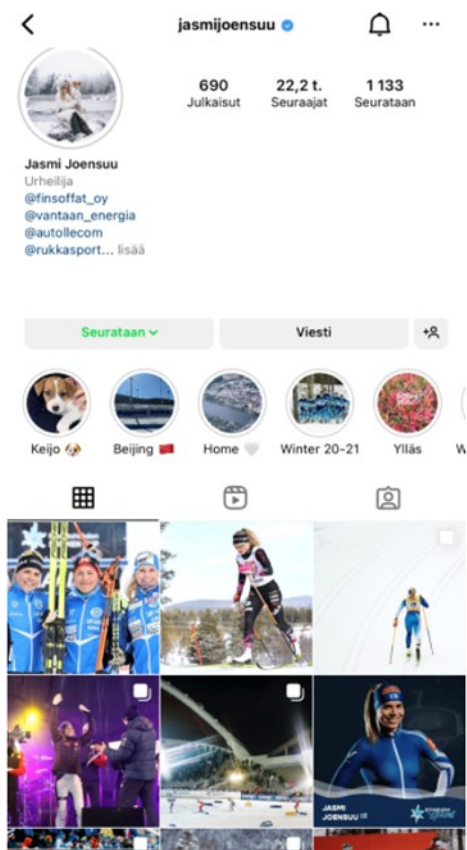 jasmijoensuu
690
22,2 t.
1 133
Julkaisut
Seuraajat
Seurataan
Jasmi Joensuu
Urheilija
@finsoffat_oy
@vantaan_energia
@autollecom
@rukkasport... lisää
Seurataan
Viesti
Keijo
Beijing
Home
Winter 20-21
Ylläs
JASMI
JOENSUU